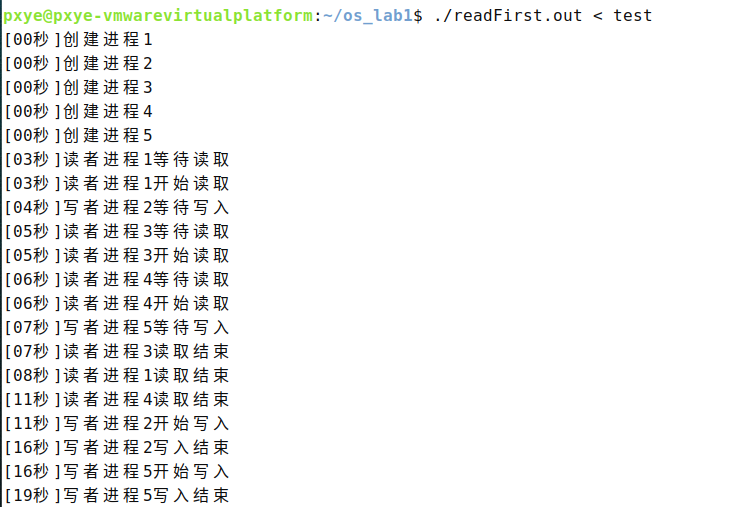 pxye@pxye-vmwarevirtualplatform:~/os_lab1$ ./readFirst.out < test
[00秒]创建进程1
[00秒]创建进程2
[00秒]创建进程3
[00秒]创建进程4
[00秒]创建进程5
[03秒]读者进程1等待读取
[03秒]读者进程1开始读取
[04秒]写者进程2等待写入
[05秒]读者进程3等待读取
[05秒]读者进程3开始读取
[06秒]读者进程4等待读取
[06秒]读者进程4开始读取
[07秒]写者进程5等待写入
[07秒]读者进程3读取结束
[08秒]读者进程1读取结束
[11秒]读者进程4读取结束
[11秒]写者进程2开始写入
[16秒]写者进程2写入结束
[16秒]写者进程5开始写入
[19秒]写者进程5写入结束